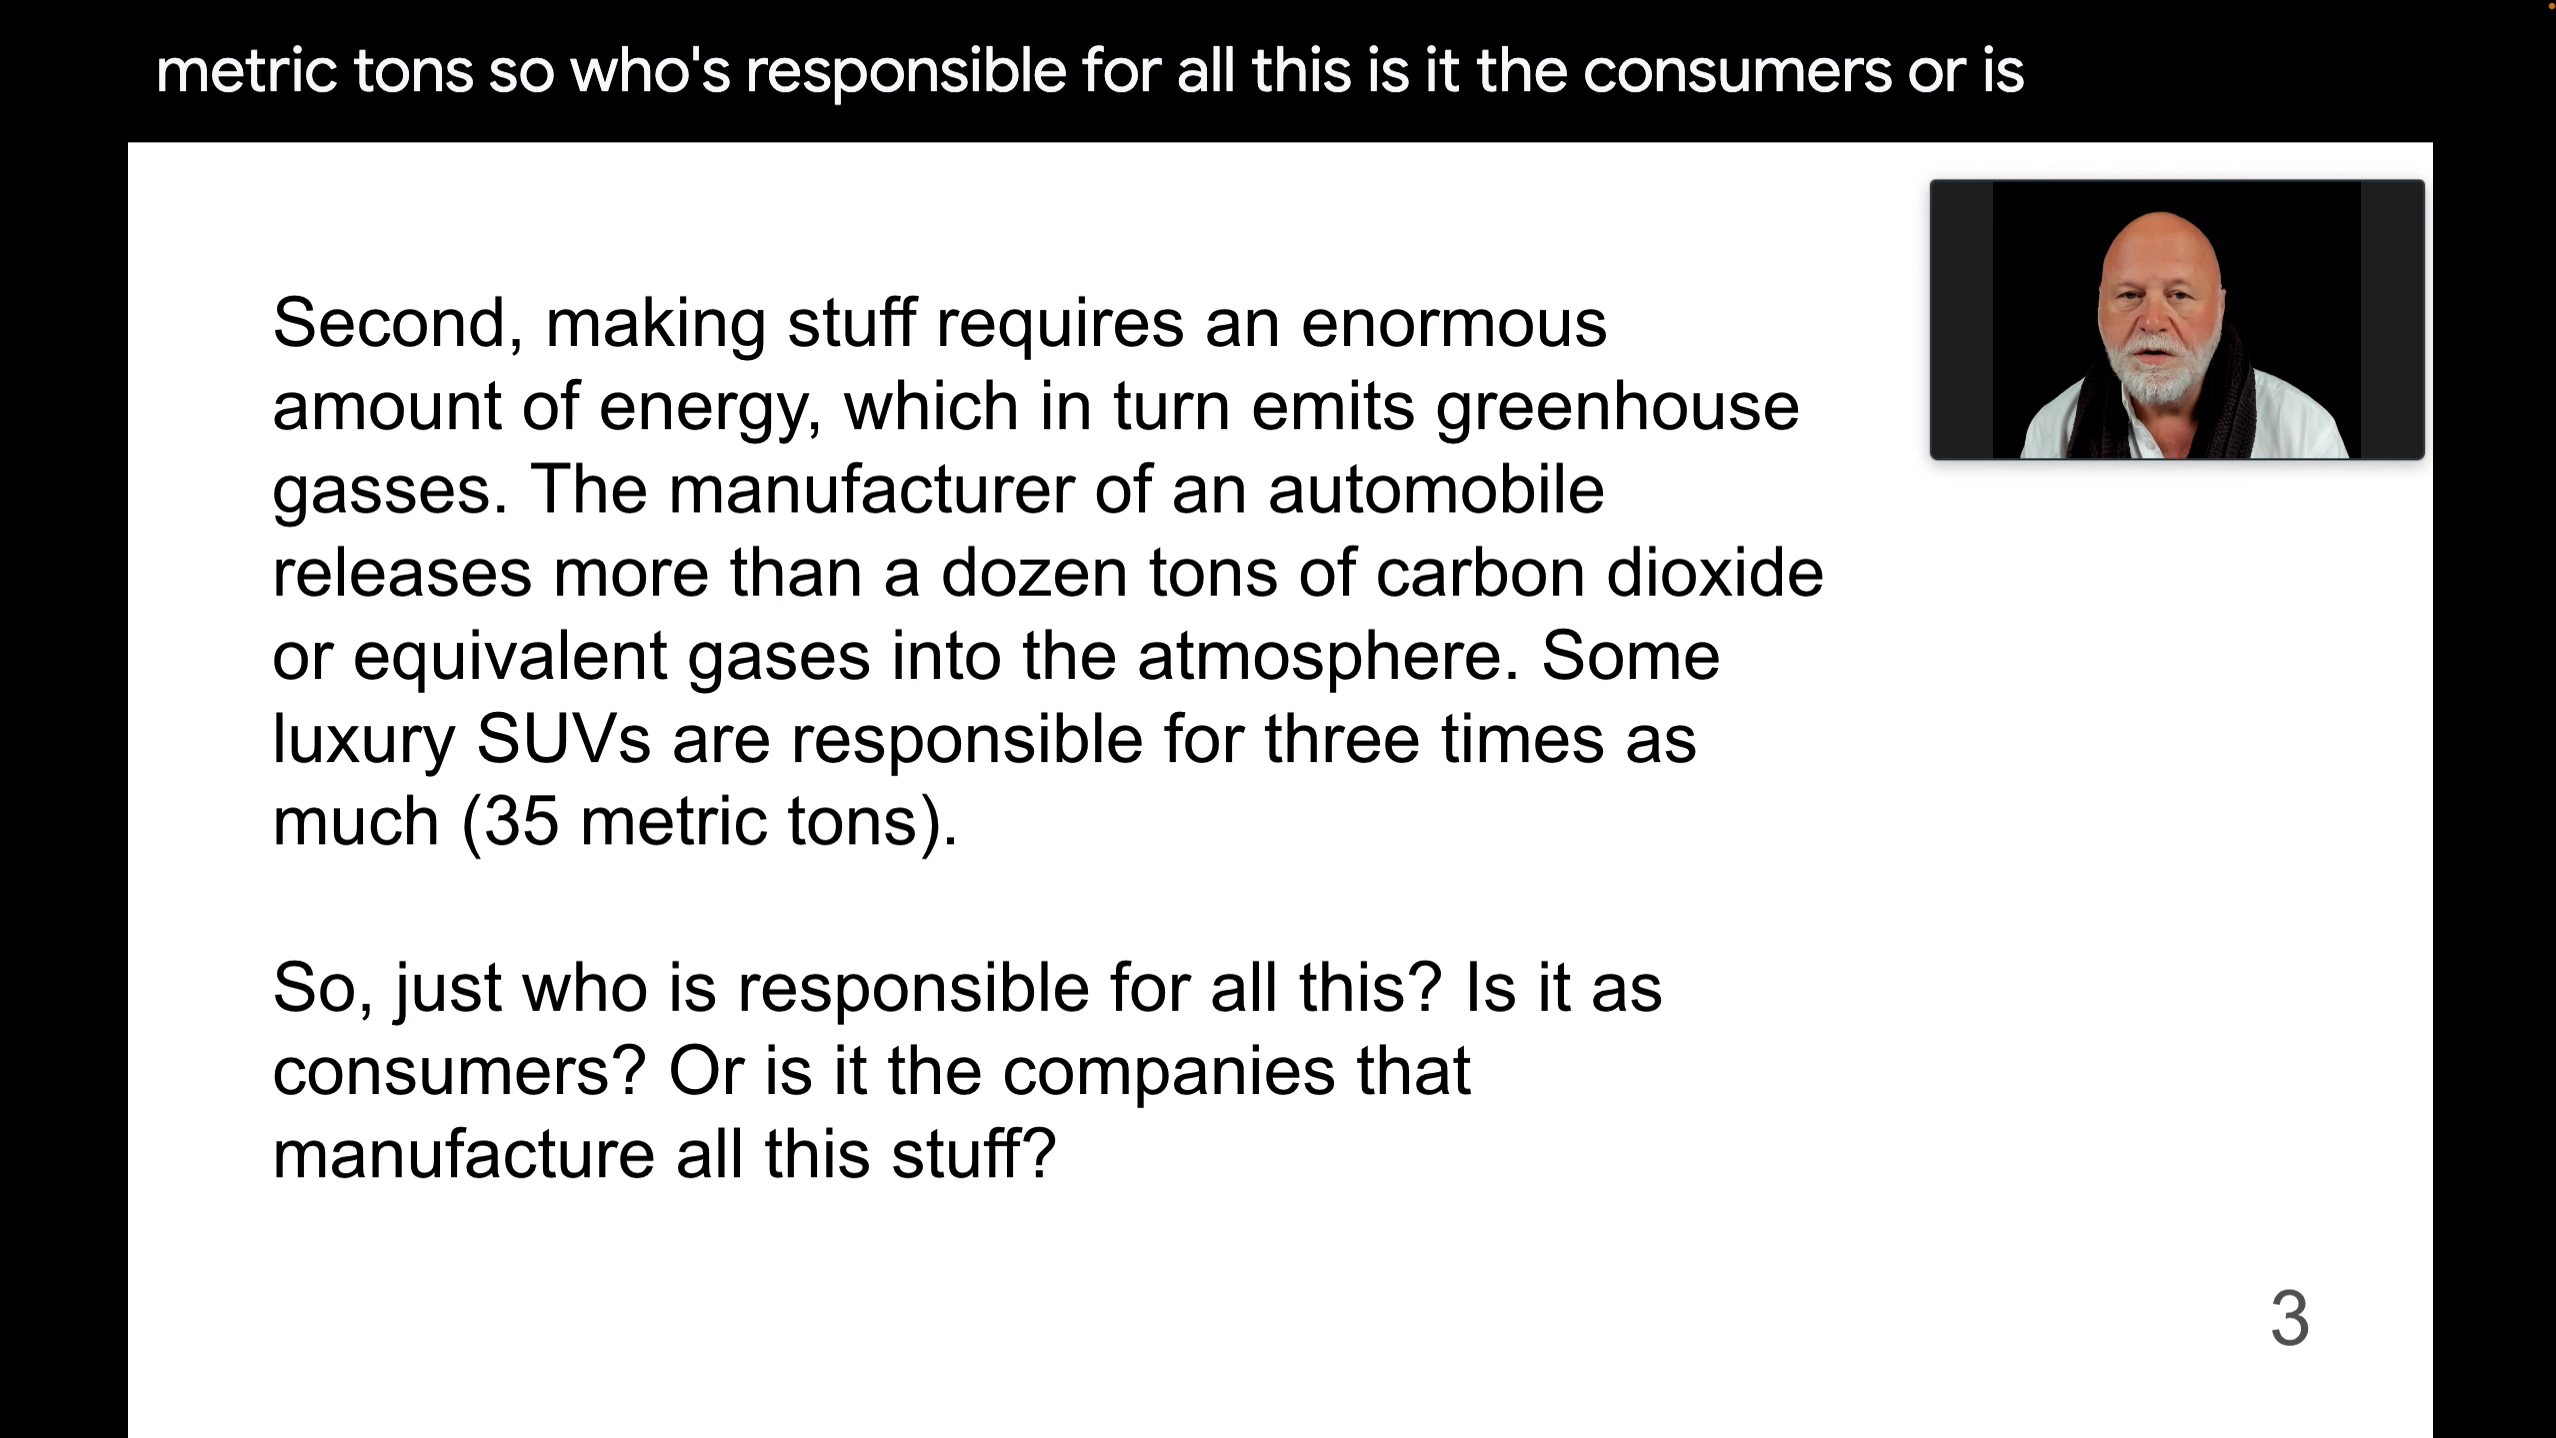 metric tons so who's responsible for all this is it the consumers or is
Second, making stuff requires an enormous
amount of energy, which in turn emits greenhouse
gasses. The manufacturer of an automobile
releases more than a dozen tons of carbon dioxide
or equivalent gases into the atmosphere. Some
luxury SUVs are responsible for three times as
much (35 metric tons).
So, just who is responsible for all this? Is it as
consumers? Or is it the companies that
manufacture all this stuff?
3